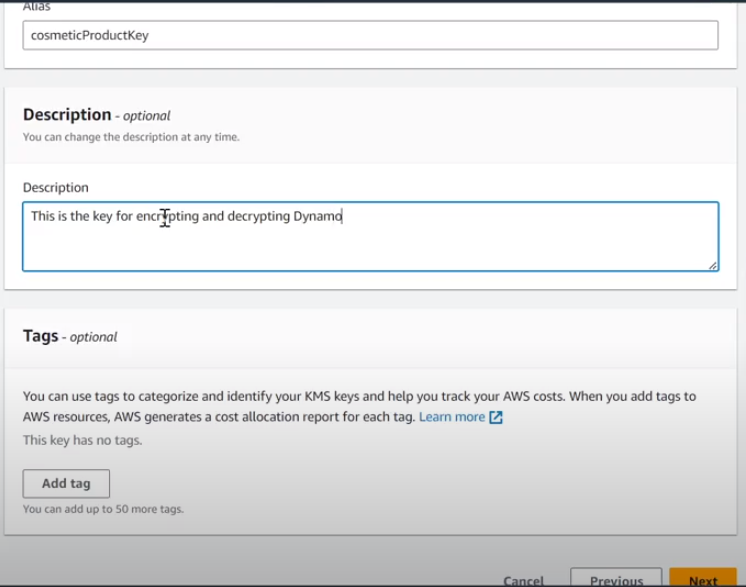 Alias
cosmeticProductKey
Description - optional
You can change the description at any time.
Description
This is the key for encrypting and decrypting Dynamo
Tags - optional
You can use tags to categorize and identify your KMS keys and help you track your AWS costs. When you add tags to
AWS resources, AWS generates a cost allocation report for each tag. Learn more
This key has no tags.
Add tag
You can add up to 50 more tags.
Cancel Previous Next